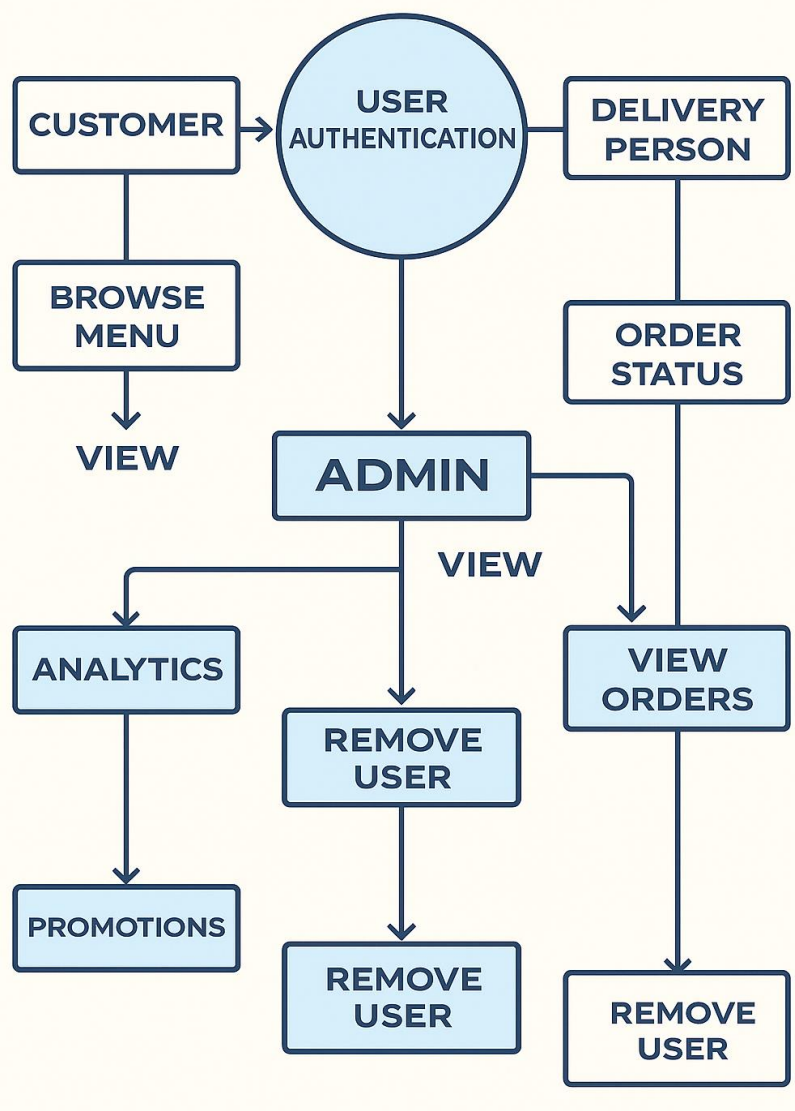 CUSTOMER
USER
AUTHENTICATION
DELIVERY
PERSON
BROWSE
MENU
ORDER
STATUS
VIEW
ADMIN
VIEW
ANALYTICS
VIEW
ORDERS
REMOVE
USER
PROMOTIONS
REMOVE
USER
REMOVE
USER